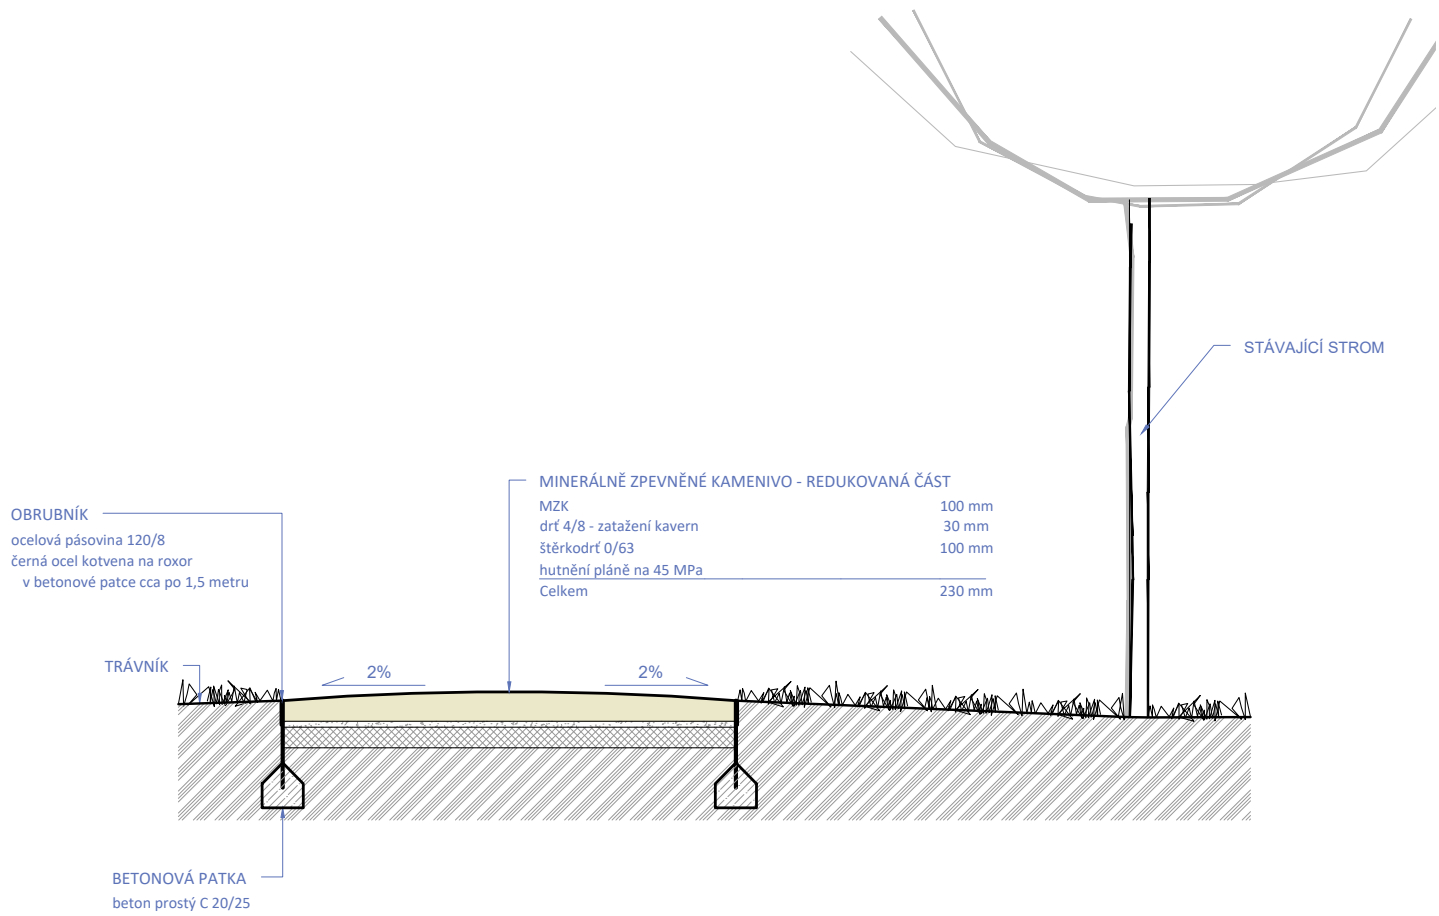 STÁVAJÍCÍ STROM
MINERÁLNĚ ZPEVNĚNÉ KAMENIVO - REDUKOVANÁ ČÁST
MZK 100 mm
drť 4/8 - zatažení kavern 30 mm
štěrkodrť 0/63 100 mm
hutnění pláně na 45 MPa
Celkem 230 mm
OBRUBNÍK
ocelová pásovina 120/8
černá ocel kotvena na roxor
v betonové patce cca po 1,5 metru
TRÁVNÍK
2% 2%
BETONOVÁ PATKA
beton prostý C 20/25